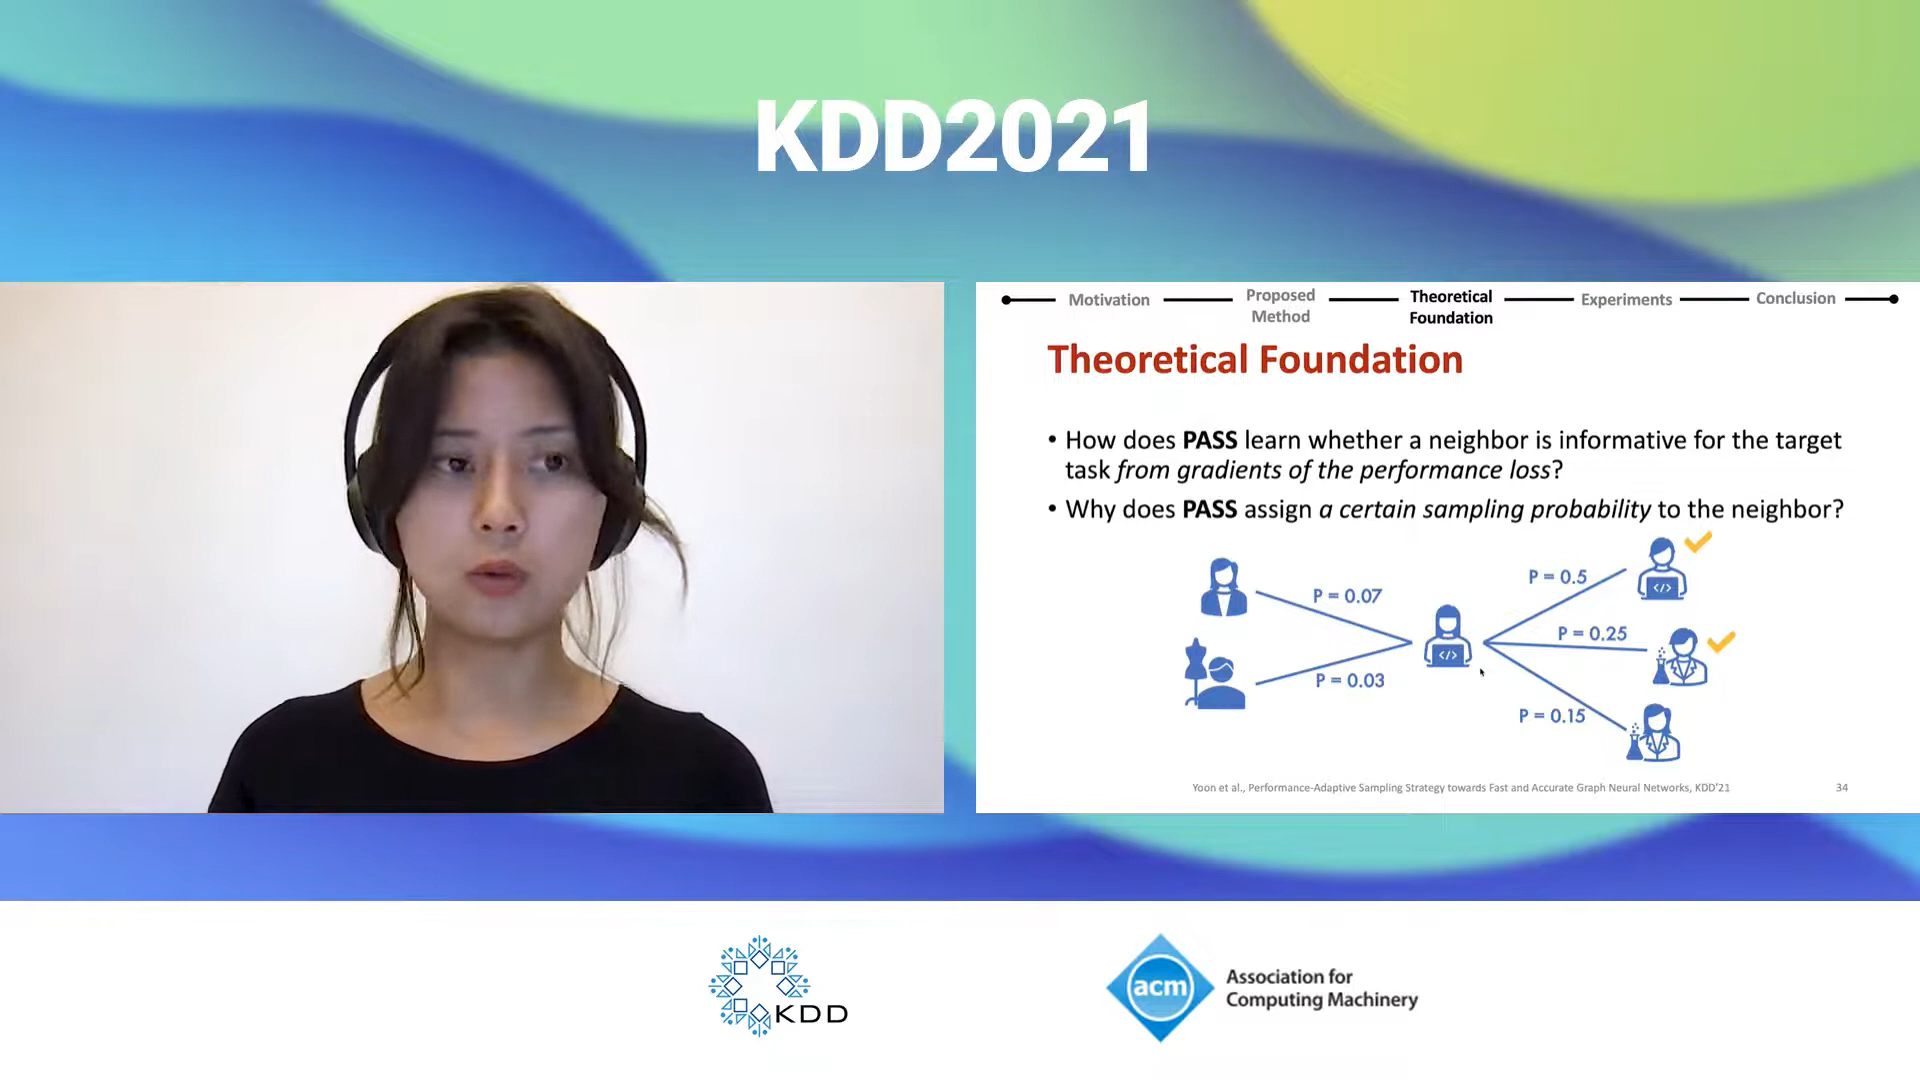 KDD2021
Motivation
Proposed
Method
Theoretical
Foundation
Experiments
Conclusion
Theoretical Foundation
• How does PASS learn whether a neighbor is informative for the target
task from gradients of the performance loss?
• Why does PASS assign a certain sampling probability to the neighbor?
P = 0.07
P = 0.03
P = 0.5
P = 0.25
P = 0.15
</>
</>
Yoon et al., Performance-Adaptive Sampling Strategy towards Fast and Accurate Graph Neural Networks, KDD'21
34
KDD
acm
Association for
Computing Machinery